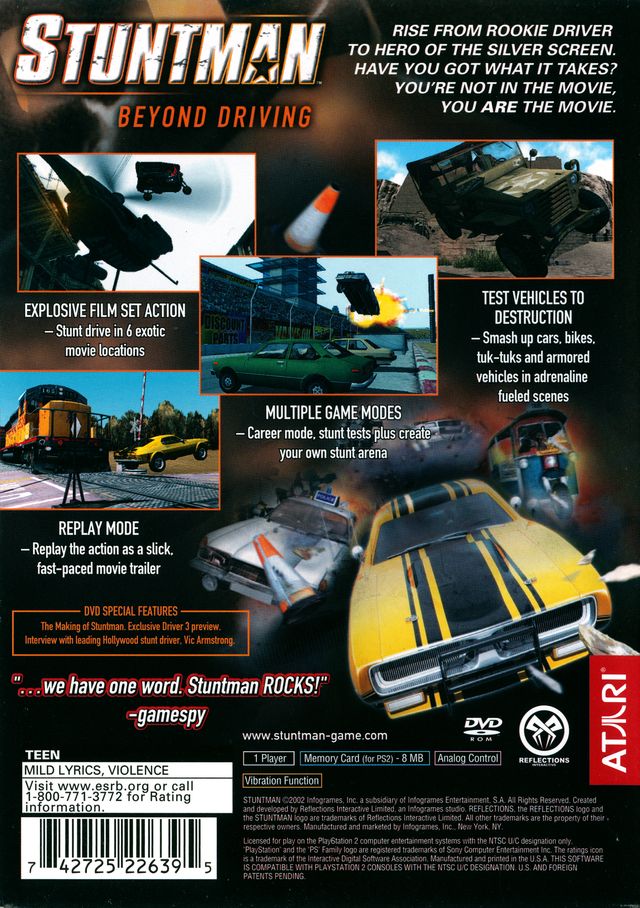 STUNTMAN
BEYOND DRIVING
RISE FROM ROOKIE DRIVER
TO HERO OF THE SILVER SCREEN.
HAVE YOU GOT WHAT IT TAKES?
YOU'RE NOT IN THE MOVIE,
YOU ARE THE MOVIE.
EXPLOSIVE FILM SET ACTION
– Stunt drive in 6 exotic
movie locations
TEST VEHICLES TO
DESTRUCTION
– Smash up cars, bikes,
tuk-tuks and armored
vehicles in adrenaline
fueled scenes
DISCOUNT
PARTS
MULTIPLE GAME MODES
– Career mode, stunt tests plus create
your own stunt arena
REPLAY MODE
– Replay the action as a slick,
fast-paced movie trailer
POLICE
DVD SPECIAL FEATURES
The Making of Stuntman. Exclusive Driver 3 preview.
Interview with leading Hollywood stunt driver, Vic Armstrong.
"...we have one word. Stuntman ROCKS!"
–gamespy
www.stuntman-game.com
DVD
ROM
REFLECTIONS
INTERACTIVE
ATARI
TEEN
MILD LYRICS, VIOLENCE
Visit www.esrb.org or call
1-800-771-3772 for Rating
information.
1 Player
Memory Card (for PS2) - 8 MB
Analog Control
Vibration Function
STUNTMAN ©2002 Infogrames, Inc. a subsidiary of Infogrames Entertainment, S.A. All Rights Reserved. Created
and developed by Reflections Interactive Limited, an Infogrames studio. REFLECTIONS, the REFLECTIONS logo and
the STUNTMAN logo are trademarks of Reflections Interactive Limited. All other trademarks are the property of their
respective owners. Manufactured and marketed by Infogrames, Inc., New York, NY.
Licensed for play on the PlayStation 2 computer entertainment systems with the NTSC U/C designation only.
"PlayStation" and the "PS" Family logo are registered trademarks of Sony Computer Entertainment Inc. The ratings icon
is a trademark of the Interactive Digital Software Association. Manufactured and printed in the U.S.A. THIS SOFTWARE
IS COMPATIBLE WITH PLAYSTATION 2 CONSOLES WITH THE NTSC U/C DESIGNATION. U.S. AND FOREIGN
PATENTS PENDING.
7 42725 22639 5